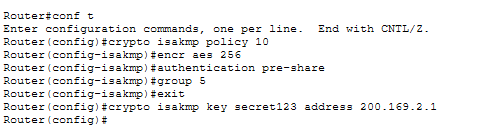 Router#conf t
Enter configuration commands, one per line.  End with CNTL/Z.
Router(config)#crypto isakmp policy 10
Router(config-isakmp)#encr aes 256
Router(config-isakmp)#authentication pre-share
Router(config-isakmp)#group 5
Router(config-isakmp)#exit
Router(config)#crypto isakmp key secret123 address 200.169.2.1
Router(config)#